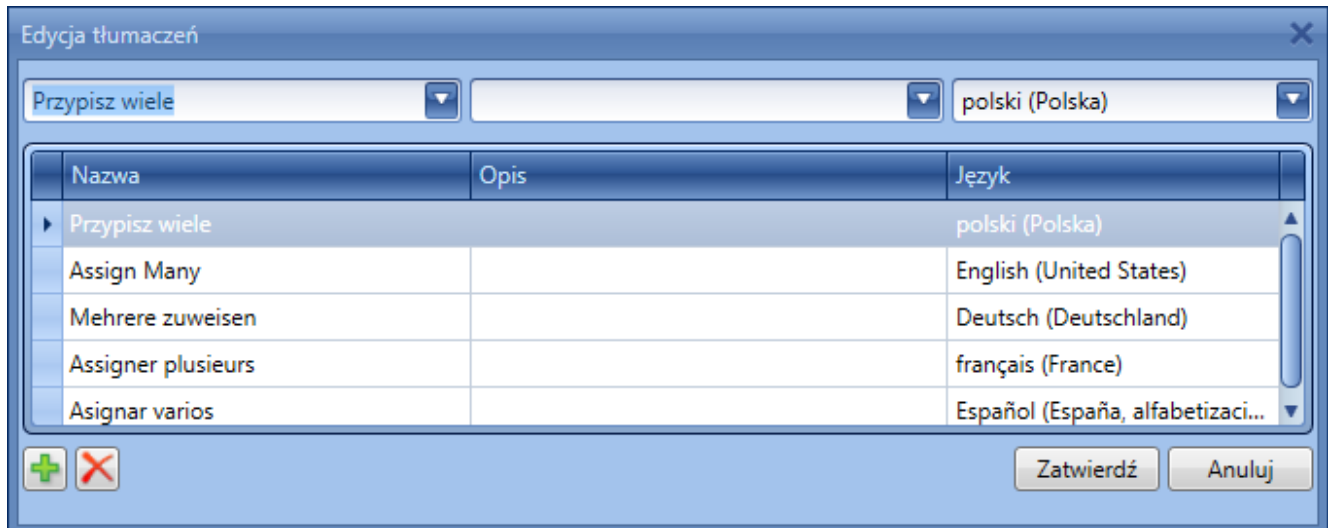 Edycja tłumaczeń
Przypisz wiele polski (Polska)
Nazwa Opis Język
Przypisz wiele polski (Polska)
Assign Many English (United States)
Mehrere zuweisen Deutsch (Deutschland)
Assigner plusieurs français (France)
Asignar varios Español (España, alfabetizaci...
Zatwierdź Anuluj